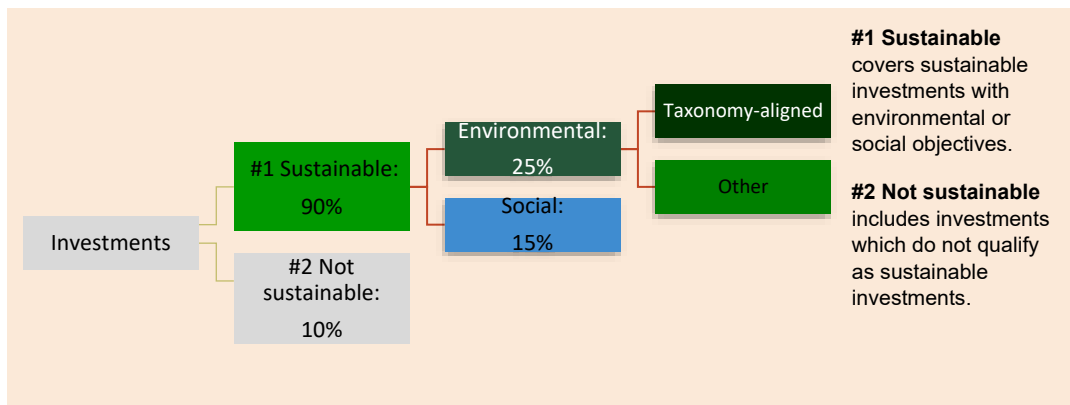 Investments
#1 Sustainable:
90%
#2 Not
sustainable:
10%
Environmental:
25%
Social:
15%
Taxonomy-aligned
Other
#1 Sustainable
covers sustainable
investments with
environmental or
social objectives.
#2 Not sustainable
includes investments
which do not qualify
as sustainable
investments.